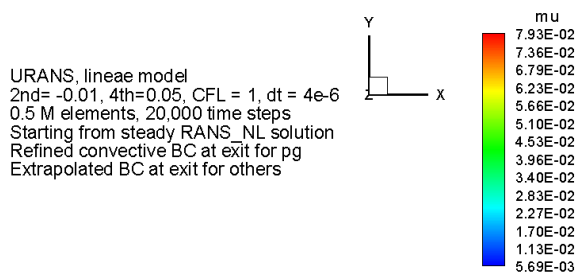 URANS, lineae model
2nd= -0.01, 4th=0.05, CFL = 1, dt = 4e-6
0.5 M elements, 20,000 time steps
Starting from steady RANS_NL solution
Refined convective BC at exit for pg
Extrapolated BC at exit for others
Y
Z
X
mu
7.93E-02
7.36E-02
6.79E-02
6.23E-02
5.66E-02
5.10E-02
4.53E-02
3.96E-02
3.40E-02
2.83E-02
2.27E-02
1.70E-02
1.13E-02
5.69E-03